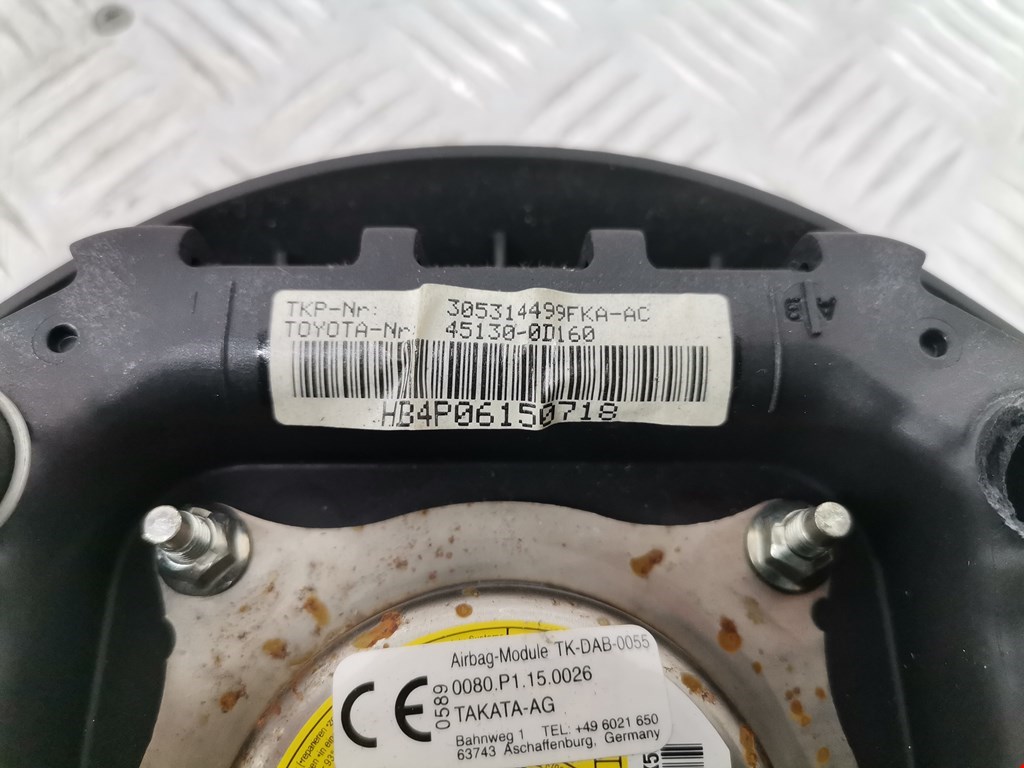 TKP-Nr: 305314499FKA-AC
TOYOTA-Nr: 45130-0D160
HB4P06150718
A
B
Airbag-Module TK-DAB-0055
CE 0589
0080.P1.15.0026
TAKATA-AG
Bahnweg 1 TEL: +49 6021 650
63743 Aschaffenburg, Germany